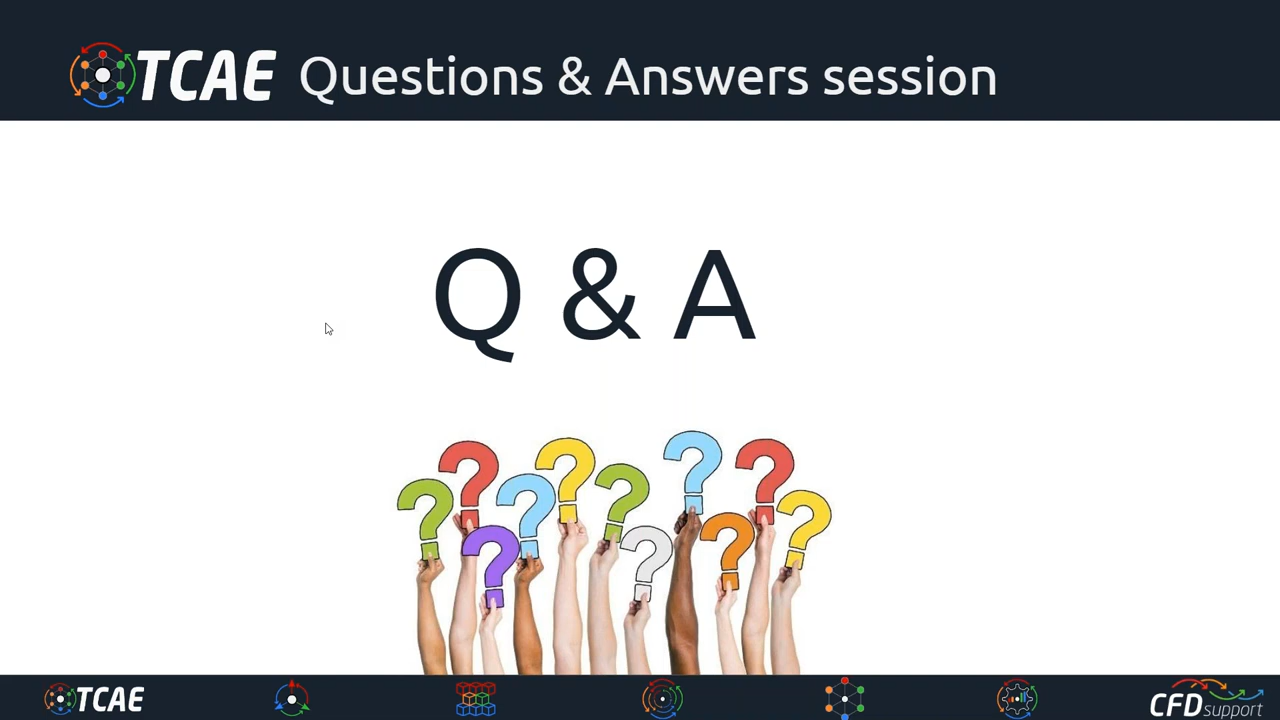 TCAE Questions & Answers session
Q & A
? ? ? ? ? ? ? ? ? ? ?
TCAE
CFD support